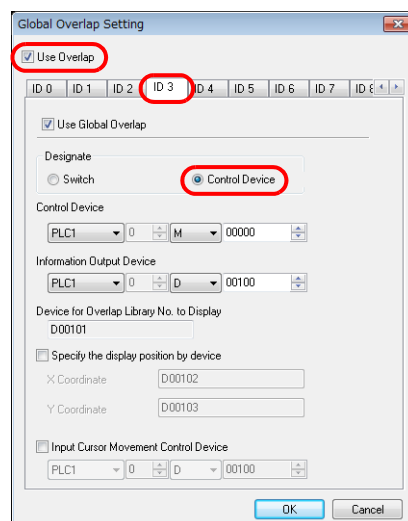 Global Overlap Setting
Use Overlap
ID 0 ID 1 ID 2 ID 3 ID 4 ID 5 ID 6 ID 7 ID
Use Global Overlap
Designate
Switch Control Device
Control Device
PLC1 0 M 00000
Information Output Device
PLC1 0 D 00100
Device for Overlap Library No. to Display
D00101
Specify the display position by device
X Coordinate D00102
Y Coordinate D00103
Input Cursor Movement Control Device
PLC1 0 D 00100
OK Cancel